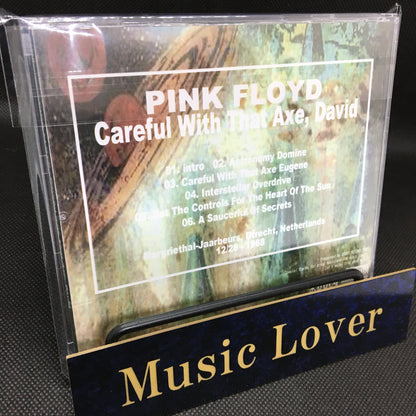 PINK FLOYD
Careful With That Axe, David
01. Intro 02. Astronomy Domine
03. Careful With That Axe Eugene
04. Interstellar Overdrive
05. Set The Controls For The Heart Of The Sun
06. A Saucerful Of Secrets
Margriethal-Jaarbeurs, Utrecht, Netherlands
12/28 - 1968
Music Lover